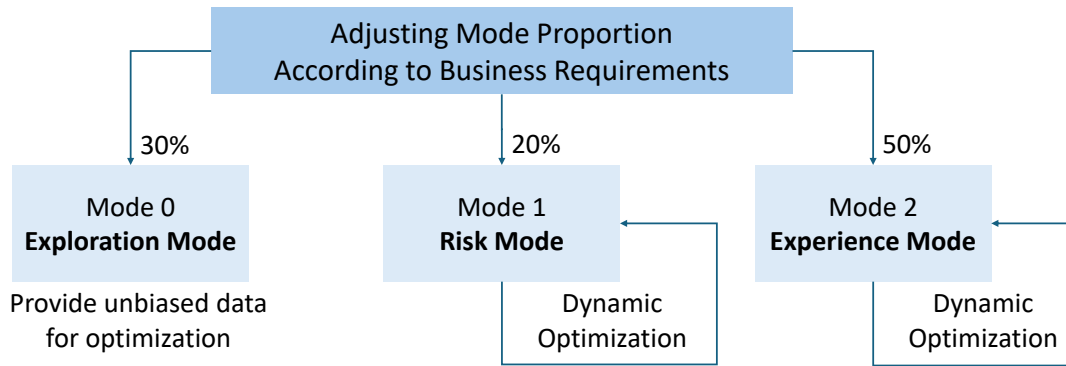 Adjusting Mode Proportion
According to Business Requirements
30%
20%
50%
Mode 0
Exploration Mode
Mode 1
Risk Mode
Mode 2
Experience Mode
Provide unbiased data
for optimization
Dynamic
Optimization
Dynamic
Optimization